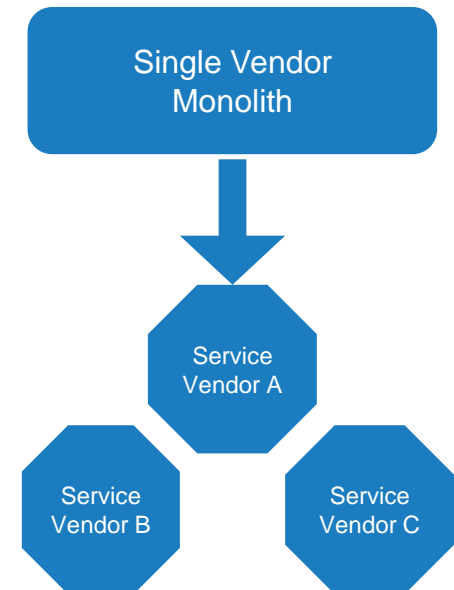 Single Vendor
Monolith
Service
Vendor A
Service
Vendor B
Service
Vendor C